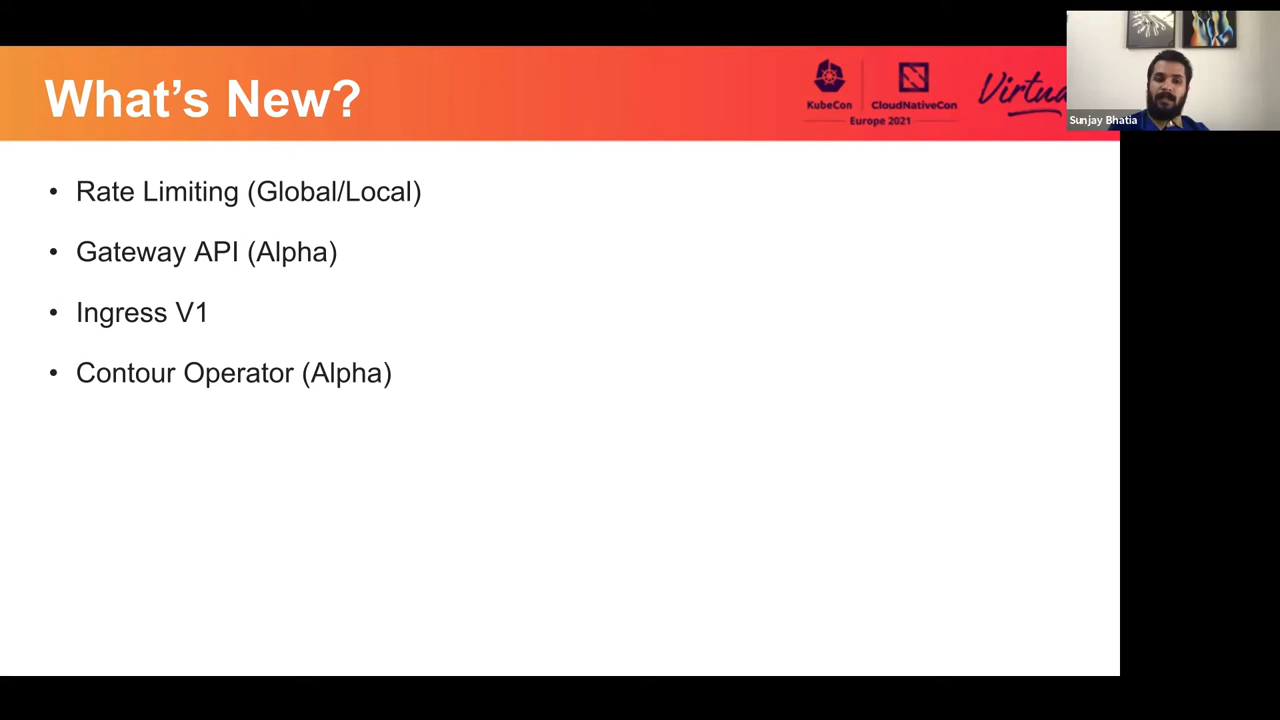 What's New?
KubeCon
CloudNativeCon
Europe 2021
Virtua
Sunjay Bhatia
• Rate Limiting (Global/Local)
• Gateway API (Alpha)
• Ingress V1
• Contour Operator (Alpha)